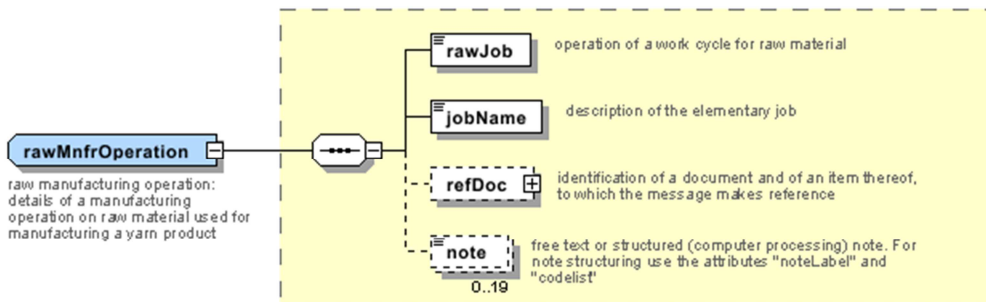 rawJob
operation of a work cycle for raw material
jobName
description of the elementary job
rawMnfrOperation
raw manufacturing operation:
details of a manufacturing
operation on raw material used for
manufacturing a yarn product
refDoc
identification of a document and of an item thereof,
to which the message makes reference
note
0..19
free text or structured (computer processing) note. For
note structuring use the attributes "noteLabel" and
"codelist"